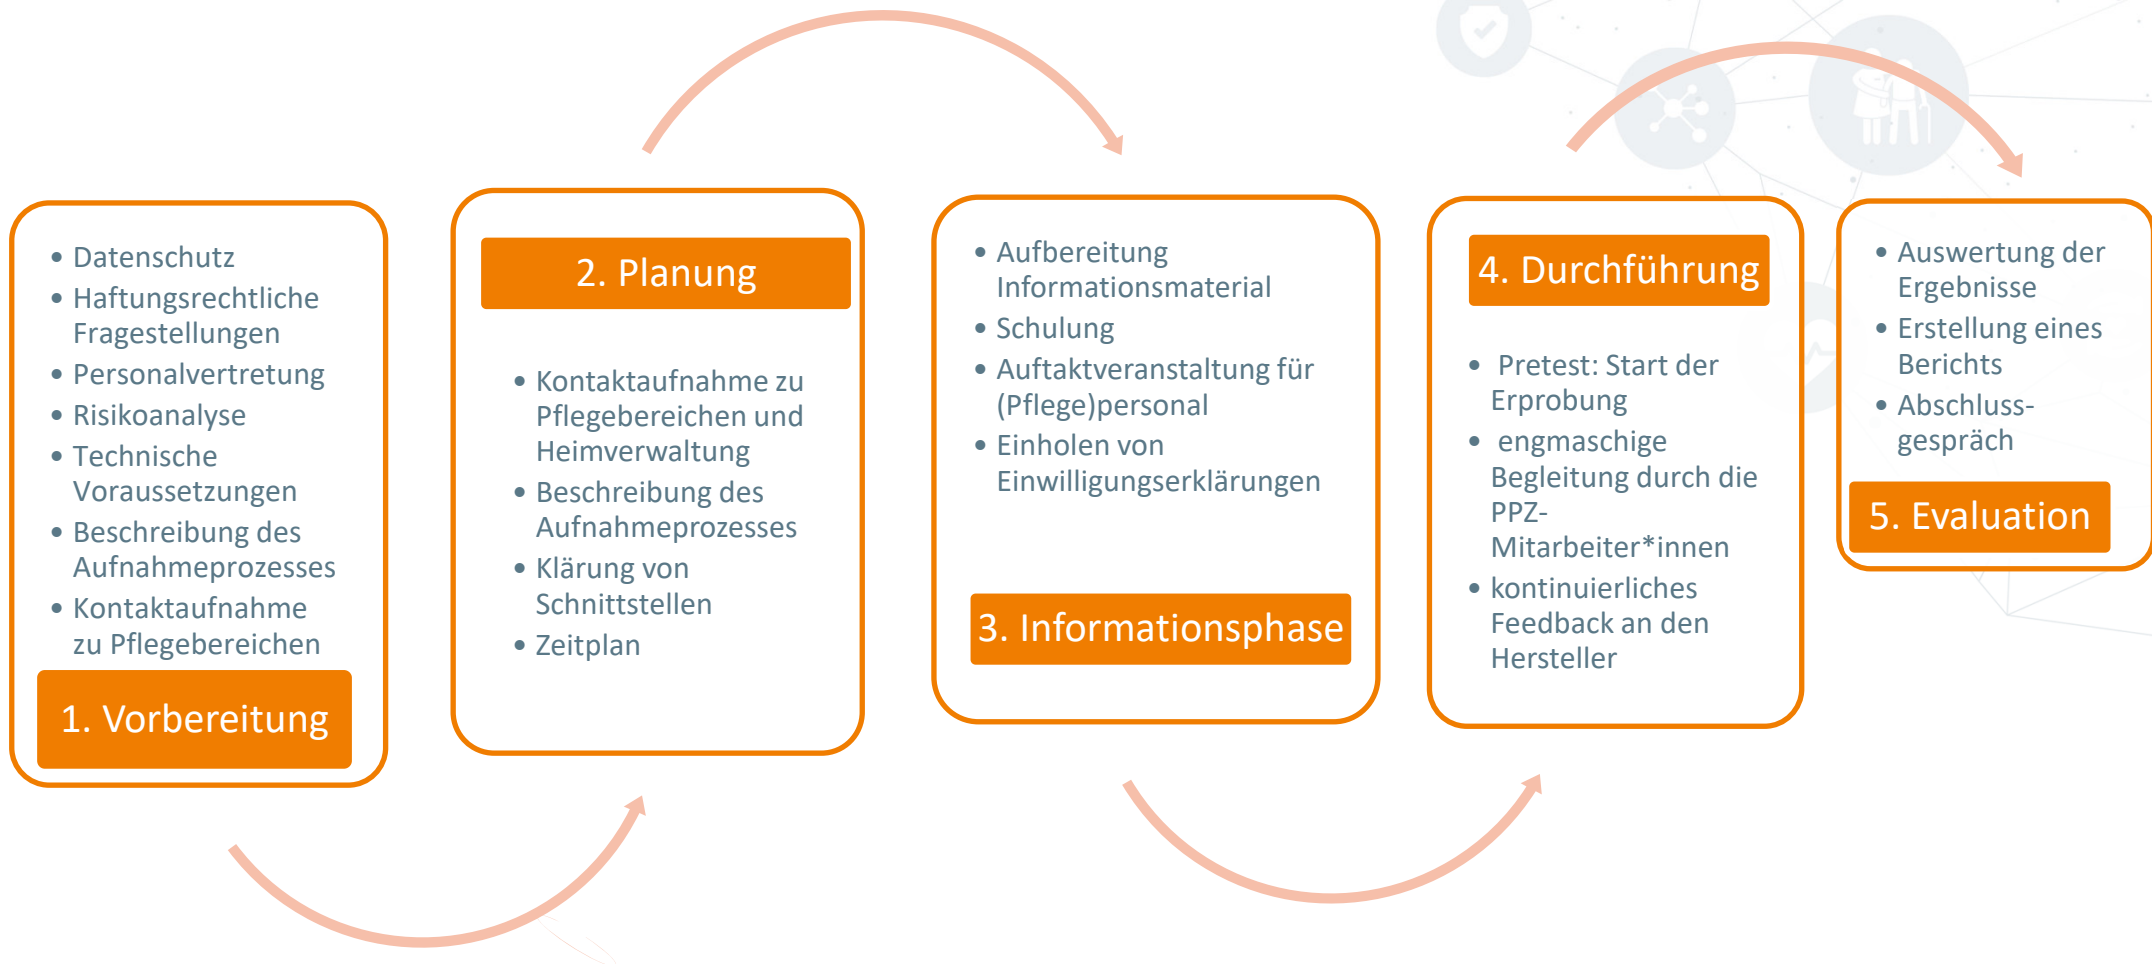 • Datenschutz
• Haftungsrechtliche
Fragestellungen
• Personalvertretung
• Risikoanalyse
• Technische
Voraussetzungen
• Beschreibung des
Aufnahmeprozesses
• Kontaktaufnahme
zu Pflegebereichen
1. Vorbereitung
2. Planung
• Kontaktaufnahme zu
Pflegebereichen und
Heimverwaltung
• Beschreibung des
Aufnahmeprozesses
• Klärung von
Schnittstellen
• Zeitplan
• Aufbereitung
Informationsmaterial
• Schulung
• Auftaktveranstaltung für
(Pflege)personal
• Einholen von
Einwilligungserklärungen
3. Informationsphase
4. Durchführung
• Pretest: Start der
Erprobung
• engmaschige
Begleitung durch die
PPZ-
Mitarbeiter*innen
• kontinuierliches
Feedback an den
Hersteller
• Auswertung der
Ergebnisse
• Erstellung eines
Berichts
• Abschluss-
gespräch
5. Evaluation